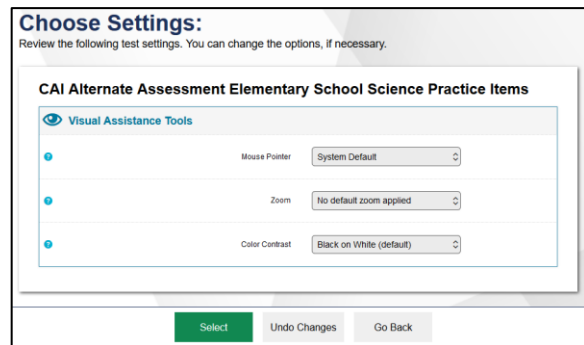 Choose Settings:
Review the following test settings. You can change the options, if necessary.
CAI Alternate Assessment Elementary School Science Practice Items
Visual Assistance Tools
? Mouse Pointer System Default
? Zoom No default zoom applied
? Color Contrast Black on White (default)
Select Undo Changes Go Back